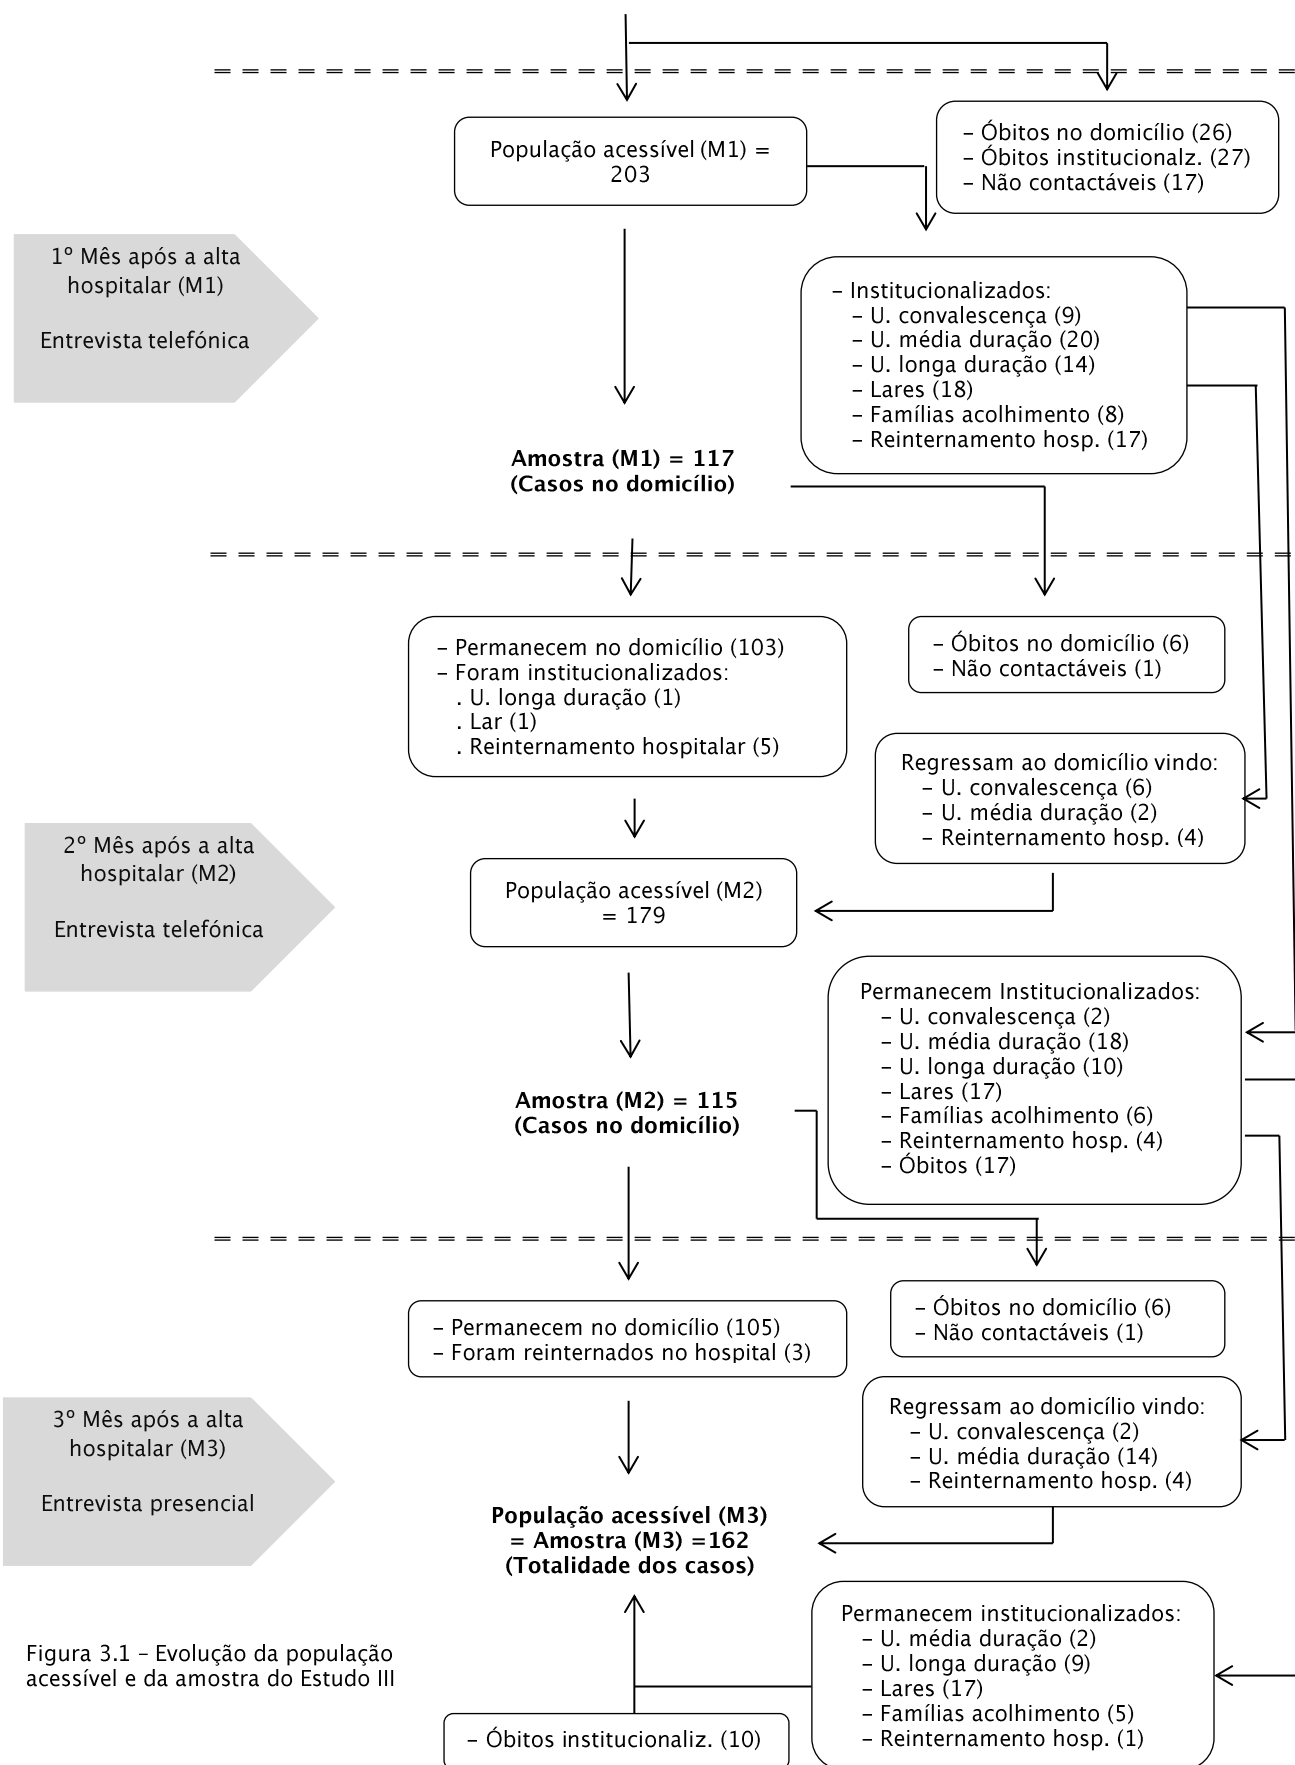 População acessível (M1) =
203
– Óbitos no domicílio (26)
– Óbitos institucionalz. (27)
– Não contactáveis (17)
1º Mês após a alta
hospitalar (M1)
Entrevista telefónica
– Institucionalizados:
– U. convalescença (9)
– U. média duração (20)
– U. longa duração (14)
– Lares (18)
– Famílias acolhimento (8)
– Reinternamento hosp. (17)
Amostra (M1) = 117
(Casos no domicílio)
– Permanecem no domicílio (103)
– Foram institucionalizados:
. U. longa duração (1)
. Lar (1)
. Reinternamento hospitalar (5)
– Óbitos no domicílio (6)
– Não contactáveis (1)
Regressam ao domicílio vindo:
– U. convalescença (6)
– U. média duração (2)
– Reinternamento hosp. (4)
2º Mês após a alta
hospitalar (M2)
Entrevista telefónica
População acessível (M2)
= 179
Permanecem Institucionalizados:
– U. convalescença (2)
– U. média duração (18)
– U. longa duração (10)
– Lares (17)
– Famílias acolhimento (6)
– Reinternamento hosp. (4)
– Óbitos (17)
Amostra (M2) = 115
(Casos no domicílio)
– Permanecem no domicílio (105)
– Foram reinternados no hospital (3)
– Óbitos no domicílio (6)
– Não contactáveis (1)
Regressam ao domicílio vindo:
– U. convalescença (2)
– U. média duração (14)
– Reinternamento hosp. (4)
3º Mês após a alta
hospitalar (M3)
Entrevista presencial
População acessível (M3)
= Amostra (M3) =162
(Totalidade dos casos)
Permanecem institucionalizados:
– U. média duração (2)
– U. longa duração (9)
– Lares (17)
– Famílias acolhimento (5)
– Reinternamento hosp. (1)
Figura 3.1 – Evolução da população
acessível e da amostra do Estudo III
– Óbitos institucionaliz. (10)